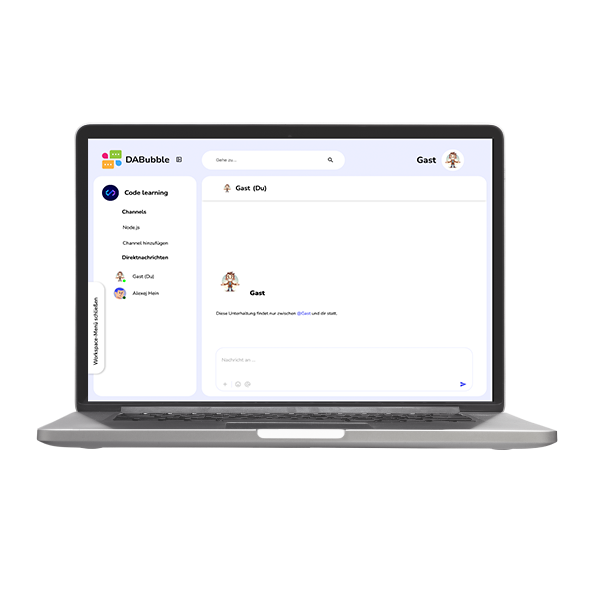 DABubble
Gehe zu ...
Gast
Code learning
Channels
Node.js
Channel hinzufügen
Direktnachrichten
Gast (Du)
Alexej Hein
Workspace-Menü schließen
Gast (Du)
Gast
Diese Unterhaltung findet nur zwischen @Gast und dir statt.
Nachricht an ...